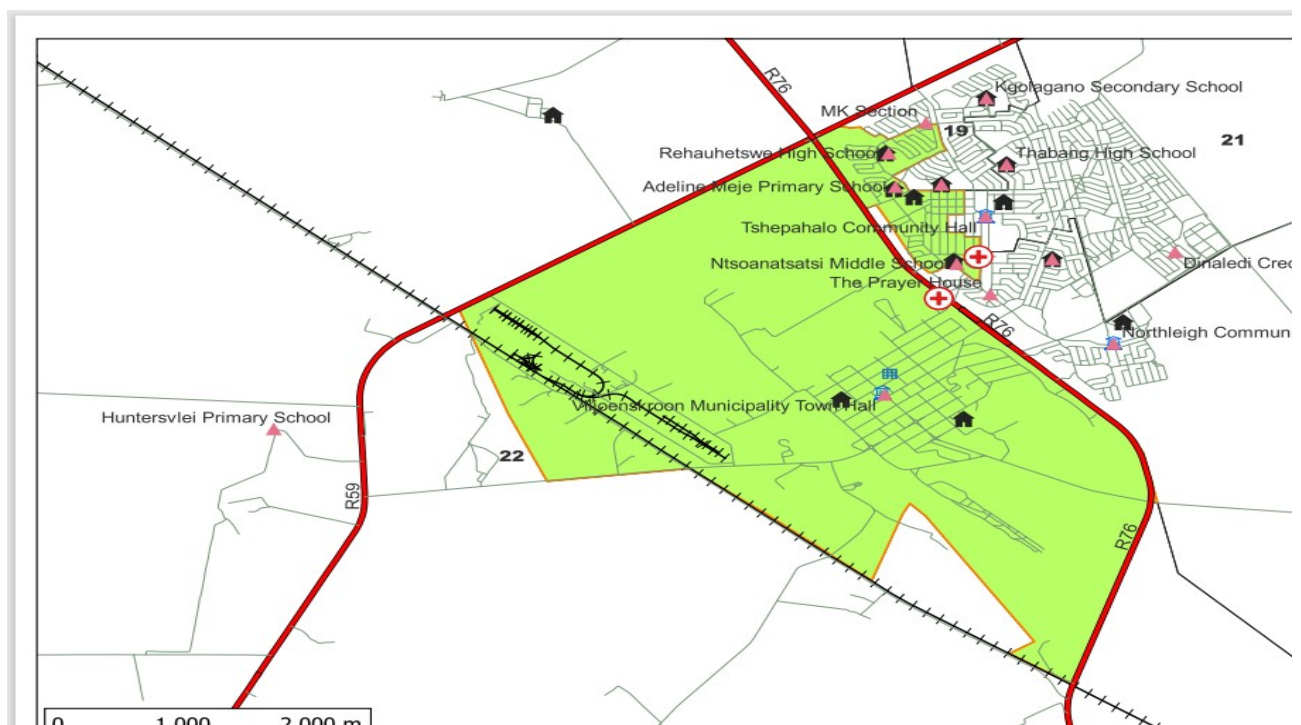 R76
Kgolagano Secondary School
MK Section
19
21
Rehauhetswe High School
Thabang High School
Adeline Meje Primary School
Tshepahalo Community Hall
Ntsoanatsatsi Middle School
Dinaledi Crec
The Prayer House
R76
Northleigh Commun
Viljoenskroon Municipality Town Hall
Huntersvlei Primary School
22
R59
R76
0 1 000 2 000 m